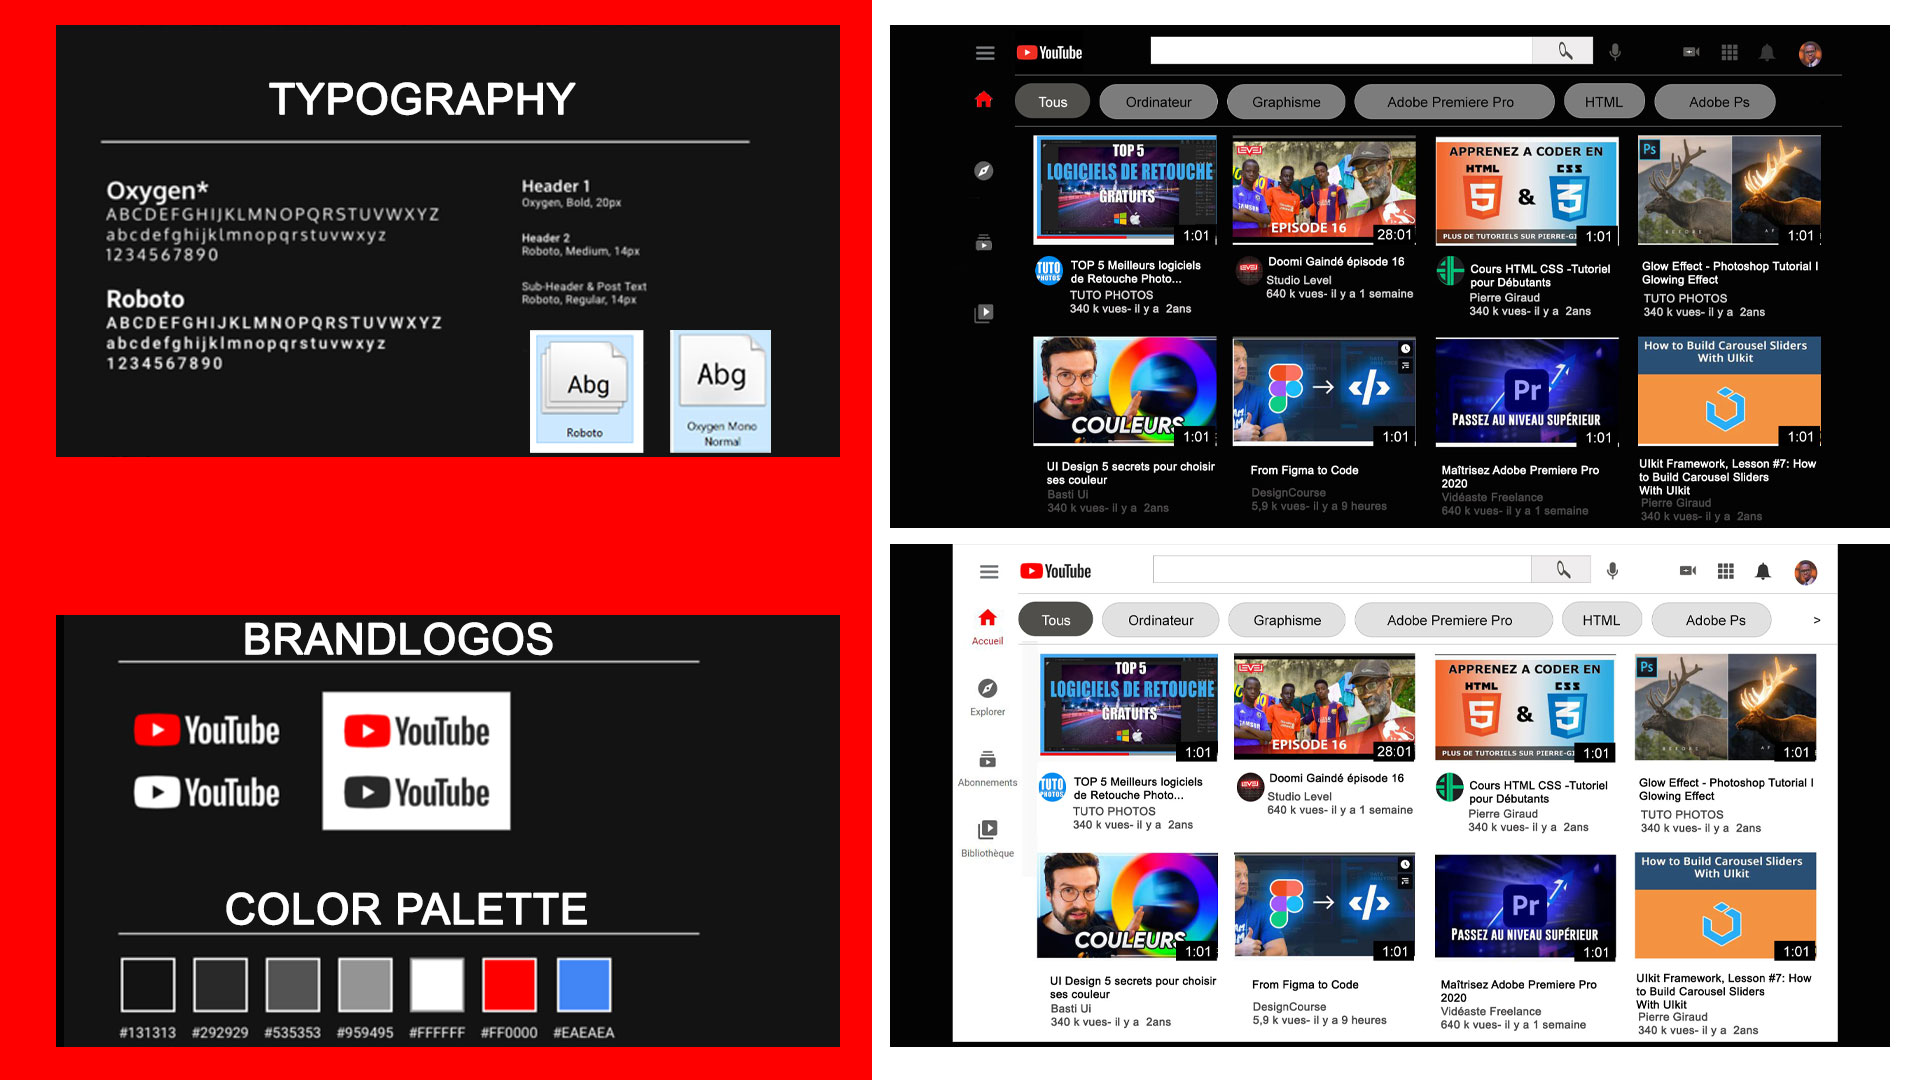 TYPOGRAPHY
Oxygen*
ABCDEFGHIJKLMNOPQRSTUVWXYZ
abcdefghijklmnopqrstuvwxyz
1234567890
Roboto
ABCDEFGHIJKLMNOPQRSTUVWXYZ
abcdefghijklmnopqrstuvwxyz
1234567890
Header 1
Oxygen, Bold, 20px
Header 2
Roboto, Medium, 14px
Sub-Header & Post Text
Roboto, Regular, 14px
Abg
Roboto
Abg
Oxygen Mono
Normal
BRANDLOGOS
YouTube
YouTube
YouTube
YouTube
COLOR PALETTE
#131313 #292929 #535353 #959495 #FFFFFF #FF0000 #EAEAEA
YouTube
Tous Ordinateur Graphisme Adobe Premiere Pro HTML Adobe Ps
TOP 5
LOGICIELS DE RETOUCHE
GRATUITS
1:01
LEVEL
EPISODE 16
28:01
APPRENEZ A CODER EN
HTML CSS
5 & 3
PLUS DE TUTORIELS SUR PIERRE-GI
1:01
Ps
BEFORE AF
1:01
TUTO
PHOTOS
TOP 5 Meilleurs logiciels
de Retouche Photo...
TUTO PHOTOS
340 k vues- il y a 2ans
LEVEL
Doomi Gaindé épisode 16
Studio Level
640 k vues- il y a 1 semaine
Cours HTML CSS -Tutoriel
pour Débutants
Pierre Giraud
340 k vues- il y a 2ans
Glow Effect - Photoshop Tutorial I
Glowing Effect
TUTO PHOTOS
340 k vues- il y a 2ans
COULEURS
1:01
1:01
Pr
PASSEZ AU NIVEAU SUPÉRIEUR
1:01
How to Build Carousel Sliders
With UIkit
1:01
UI Design 5 secrets pour choisir
ses couleur
Basti Ui
340 k vues- il y a 2ans
From Figma to Code
DesignCourse
5,9 k vues- il y a 9 heures
Maîtrisez Adobe Premiere Pro
2020
Vidéaste Freelance
640 k vues- il y a 1 semaine
UIkit Framework, Lesson #7: How
to Build Carousel Sliders
With UIkit
Pierre Giraud
340 k vues- il y a 2ans
YouTube
Accueil
Explorer
Abonnements
Bibliothèque
Tous Ordinateur Graphisme Adobe Premiere Pro HTML Adobe Ps >
TOP 5
LOGICIELS DE RETOUCHE
GRATUITS
1:01
LEVEL
EPISODE 16
28:01
APPRENEZ A CODER EN
HTML CSS
5 & 3
PLUS DE TUTORIELS SUR PIERRE-GI
1:01
Ps
BEFORE AF
1:01
TUTO
PHOTOS
TOP 5 Meilleurs logiciels
de Retouche Photo...
TUTO PHOTOS
340 k vues- il y a 2ans
LEVEL
Doomi Gaindé épisode 16
Studio Level
640 k vues- il y a 1 semaine
Cours HTML CSS -Tutoriel
pour Débutants
Pierre Giraud
340 k vues- il y a 2ans
Glow Effect - Photoshop Tutorial I
Glowing Effect
TUTO PHOTOS
340 k vues- il y a 2ans
COULEURS
1:01
1:01
Pr
PASSEZ AU NIVEAU SUPÉRIEUR
1:01
How to Build Carousel Sliders
With UIkit
1:01
UI Design 5 secrets pour choisir
ses couleur
Basti Ui
340 k vues- il y a 2ans
From Figma to Code
DesignCourse
5,9 k vues- il y a 9 heures
Maîtrisez Adobe Premiere Pro
2020
Vidéaste Freelance
640 k vues- il y a 1 semaine
UIkit Framework, Lesson #7: How
to Build Carousel Sliders
With UIkit
Pierre Giraud
340 k vues- il y a 2ans